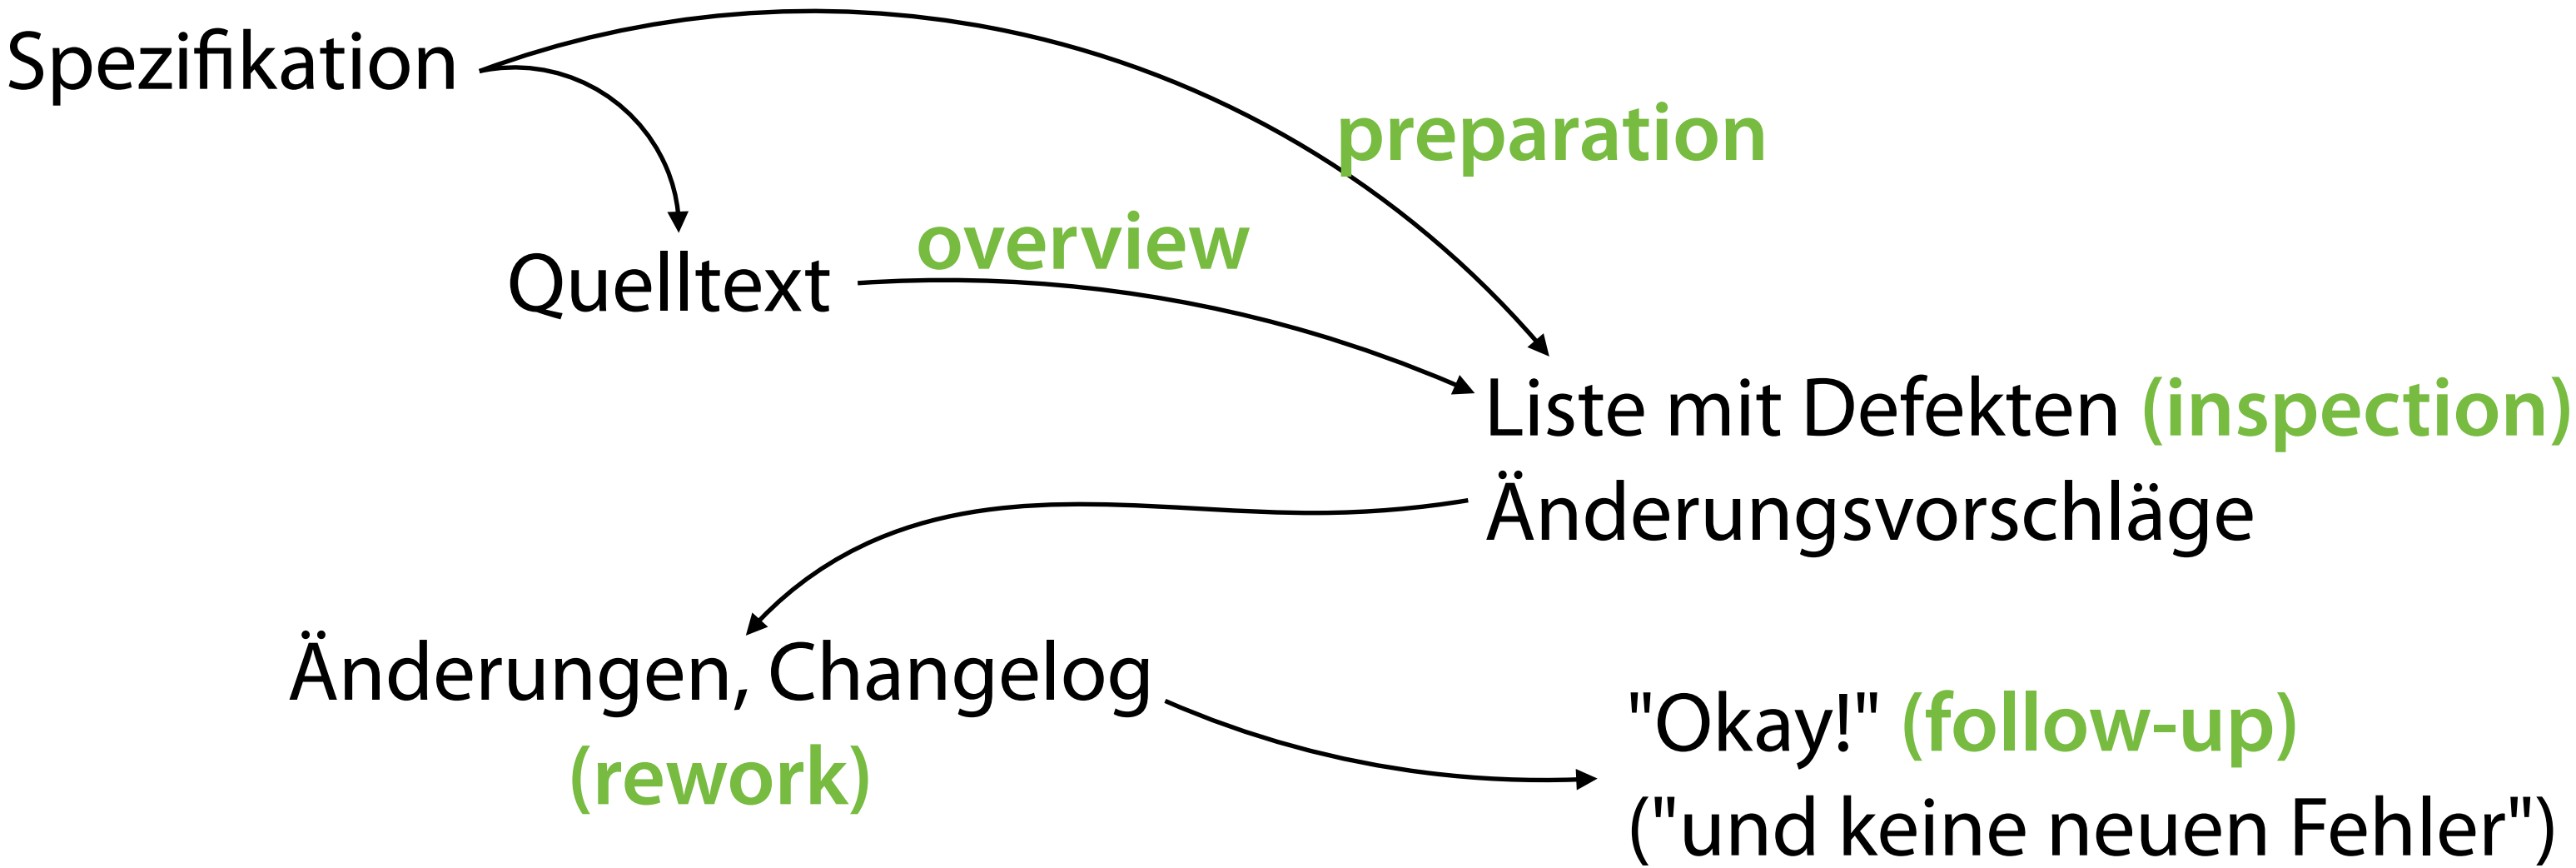 Spezifikation
preparation
overview
Quelltext
Liste mit Defekten (inspection)
Änderungsvorschläge
Änderungen, Changelog
(rework)
"Okay!" (follow-up)
("und keine neuen Fehler")